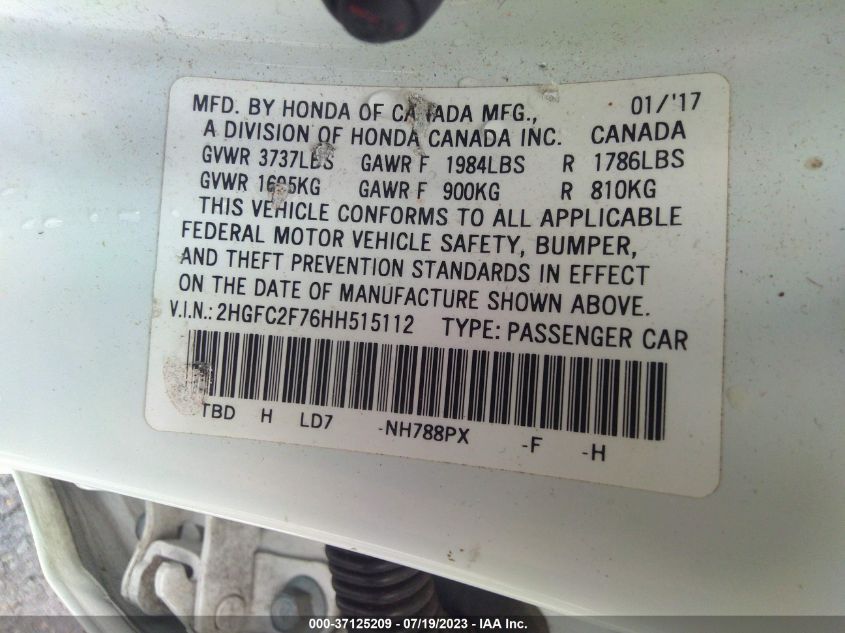 MFD. BY HONDA OF CANADA MFG., 01/'17
A DIVISION OF HONDA CANADA INC. CANADA
GVWR 3737LBS GAWR F 1984LBS R 1786LBS
GVWR 1695KG GAWR F 900KG R 810KG
THIS VEHICLE CONFORMS TO ALL APPLICABLE
FEDERAL MOTOR VEHICLE SAFETY, BUMPER,
AND THEFT PREVENTION STANDARDS IN EFFECT
ON THE DATE OF MANUFACTURE SHOWN ABOVE.
V.I.N.: 2HGFC2F76HH515112 TYPE: PASSENGER CAR
TBD H LD7 -NH788PX -F -H
000-37125209 - 07/19/2023 - IAA Inc.